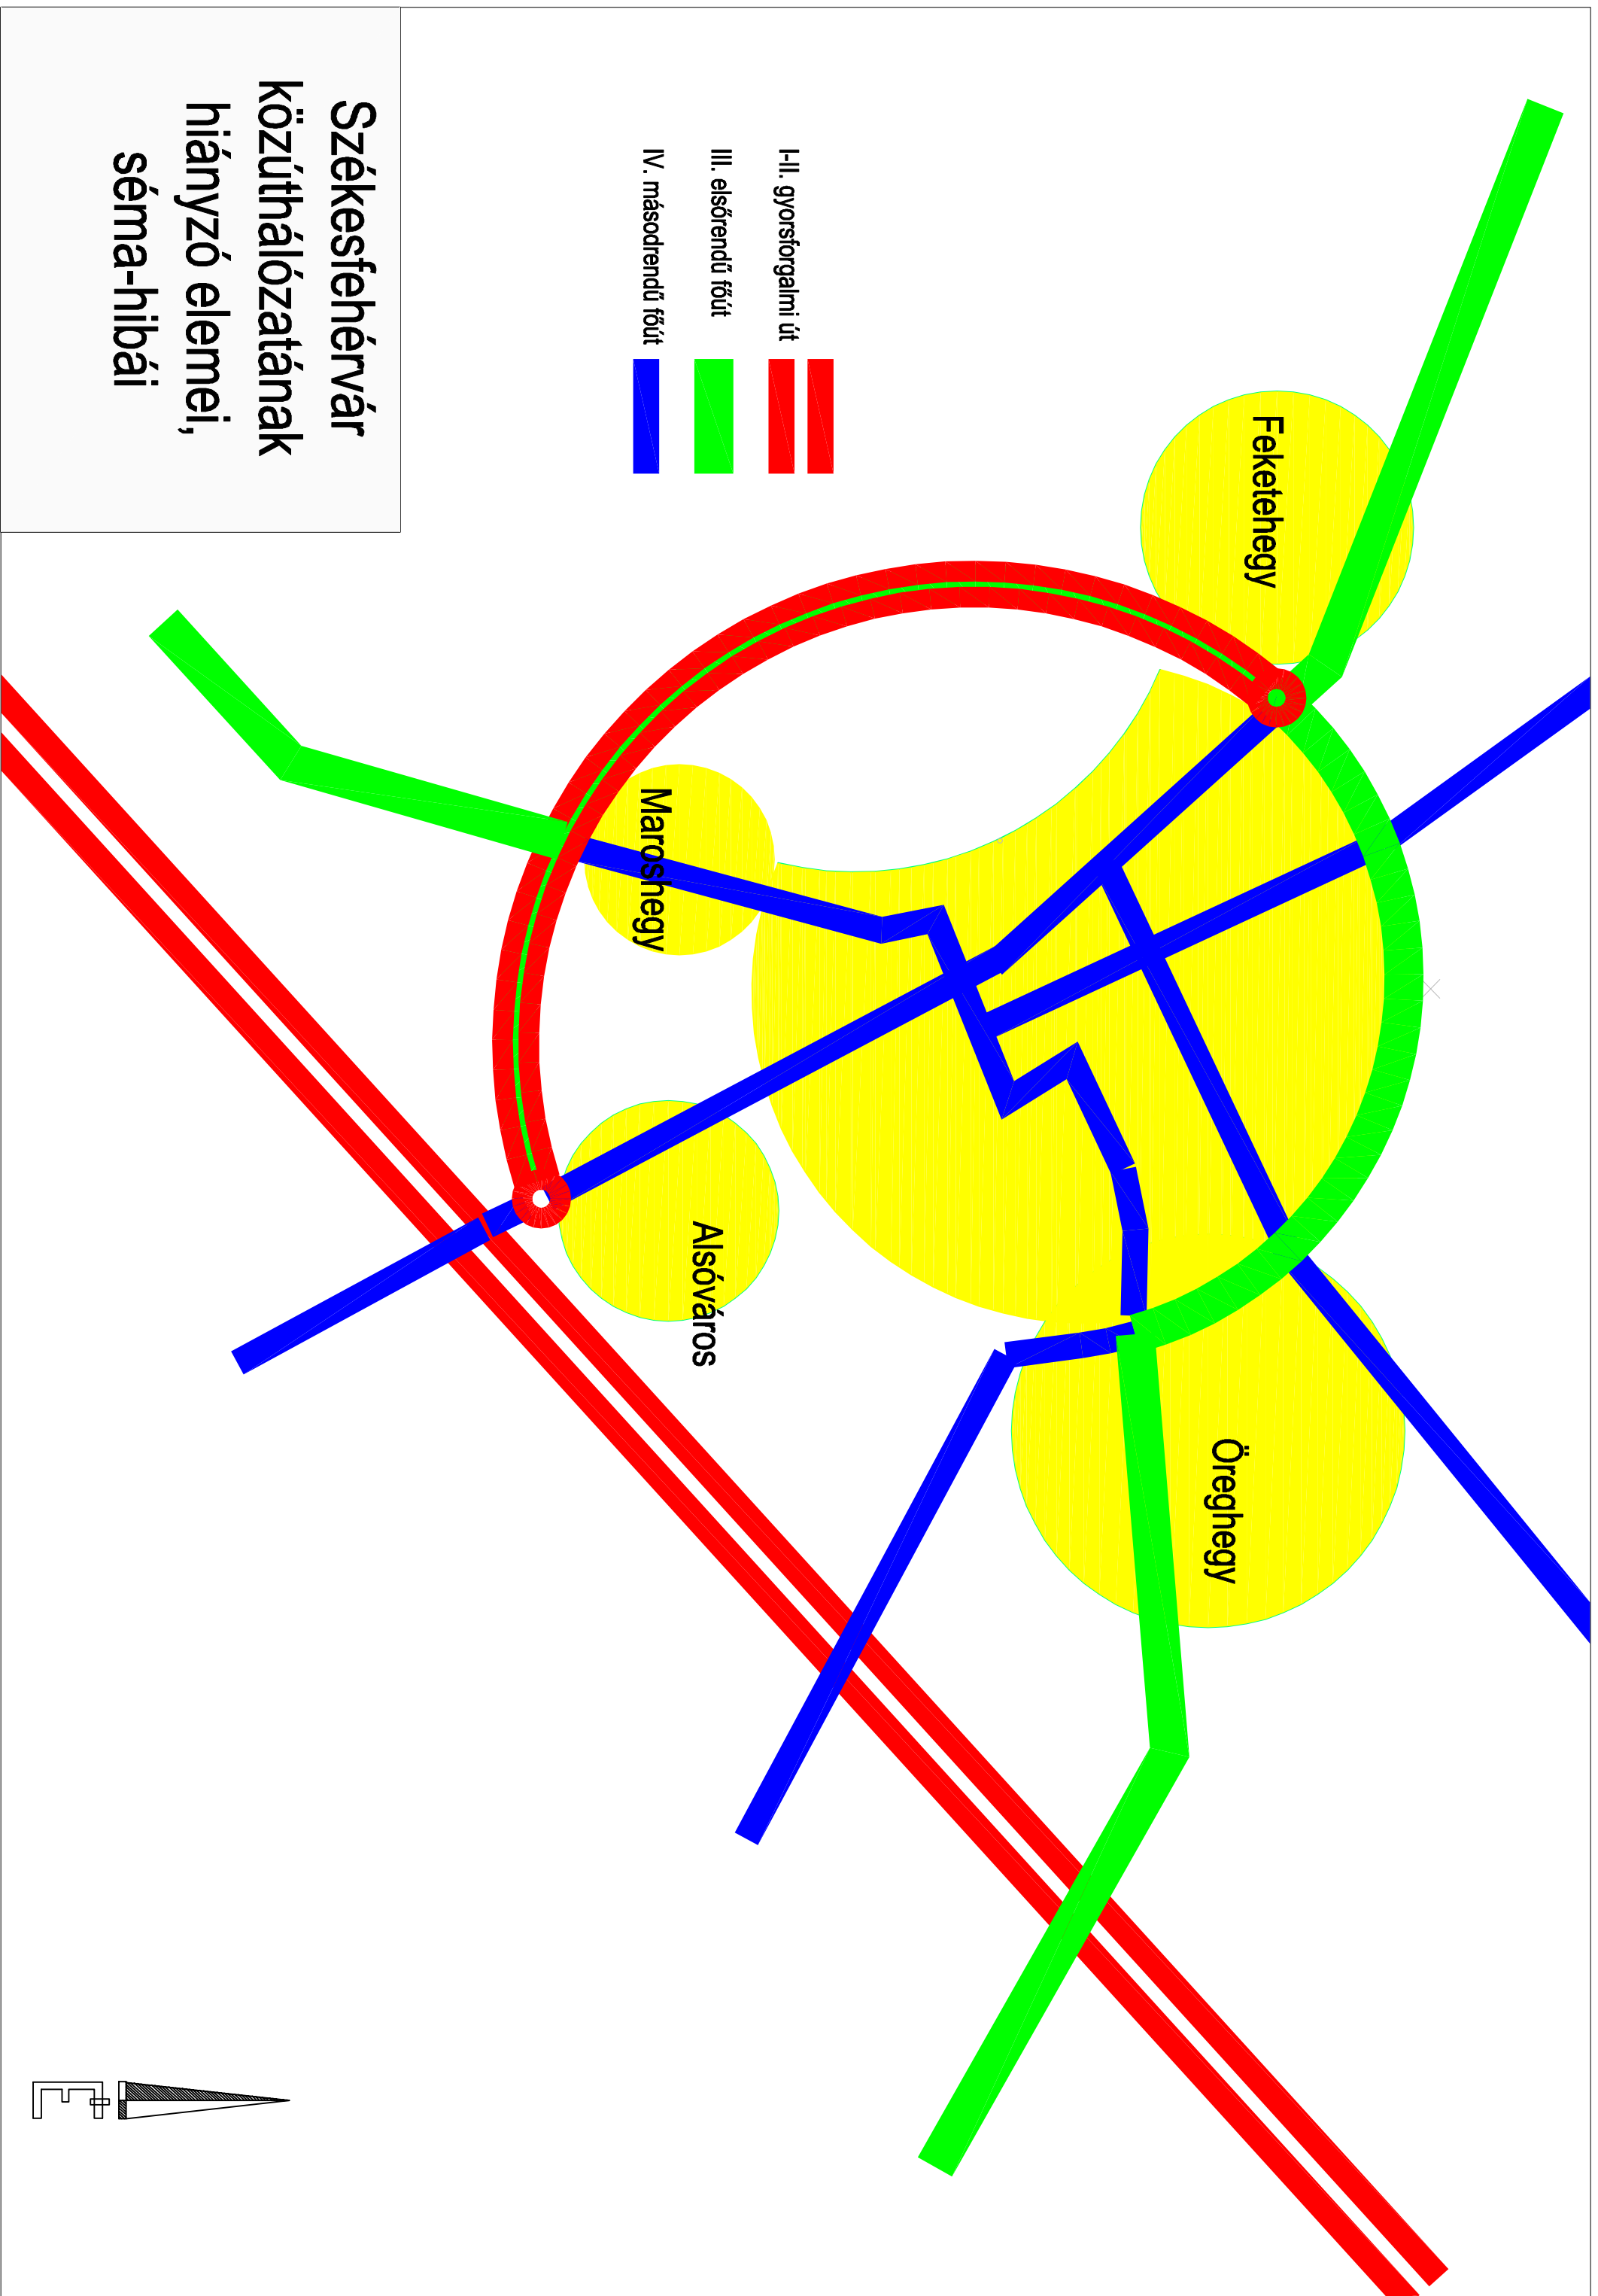 Székesfehérvár
közúthálózatának
hiányzó elemei,
séma-hibái
I-II. gyorsforgalmi út
III. elsőrendű főút
IV. másodrendű főút
Feketehegy
Maroshegy
Alsóváros
Öreghegy